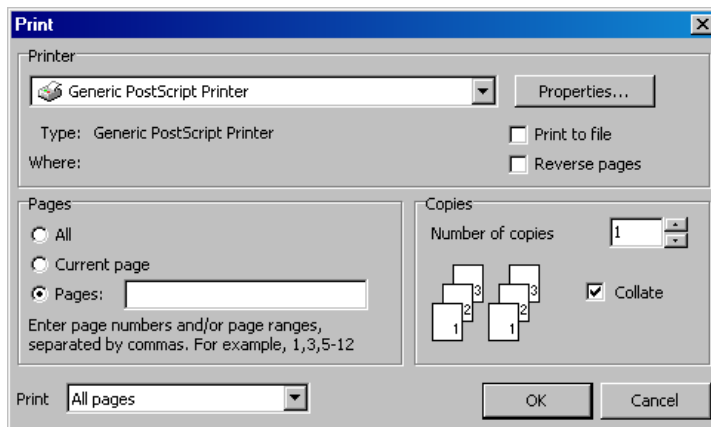 Print
Printer
Generic PostScript Printer
Properties...
Type: Generic PostScript Printer
Print to file
Where:
Reverse pages
Pages
All
Current page
Pages:
Enter page numbers and/or page ranges,
separated by commas. For example, 1,3,5-12
Copies
Number of copies 1
3 3
2 2
1 1
Collate
Print All pages
OK
Cancel